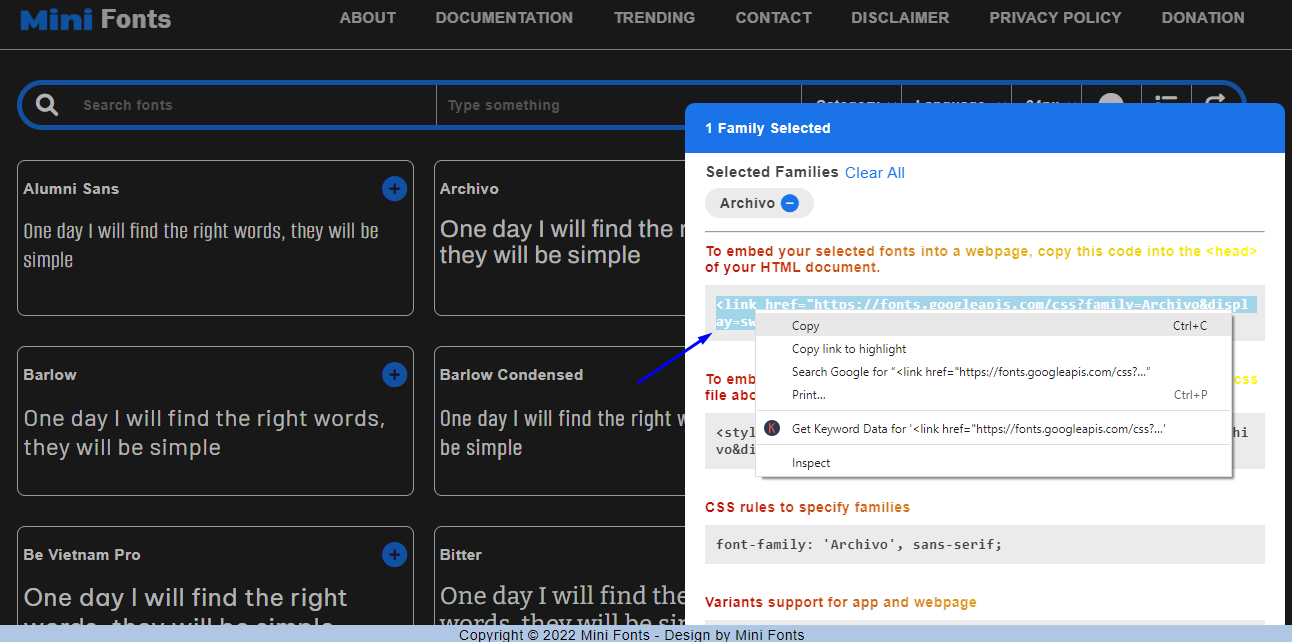 Mini Fonts
ABOUT DOCUMENTATION TRENDING CONTACT DISCLAIMER PRIVACY POLICY DONATION
Search fonts
Type something
1 Family Selected
Selected Families Clear All
Archivo
To embed your selected fonts into a webpage, copy this code into the <head>
of your HTML document.
<link href="https://fonts.googleapis.com/css?family=Archivo&displ
ay=sw
Copy Ctrl+C
Copy link to highlight
Search Google for "<link href="https://fonts.googleapis.com/css?..."
Print... Ctrl+P
Get Keyword Data for '<link href="https://fonts.googleapis.com/css?...'
Inspect
To emb css
file abo
<styl hi
vo&di
CSS rules to specify families
font-family: 'Archivo', sans-serif;
Variants support for app and webpage
Alumni Sans
One day I will find the right words, they will be
simple
Archivo
One day I will find the r
they will be simple
Barlow
One day I will find the right words,
they will be simple
Barlow Condensed
One day I will find the right w
be simple
Be Vietnam Pro
One day I will find the right
words, they will be simple
Bitter
One day I will find the
words, they will be sim
Copyright © 2022 Mini Fonts - Design by Mini Fonts